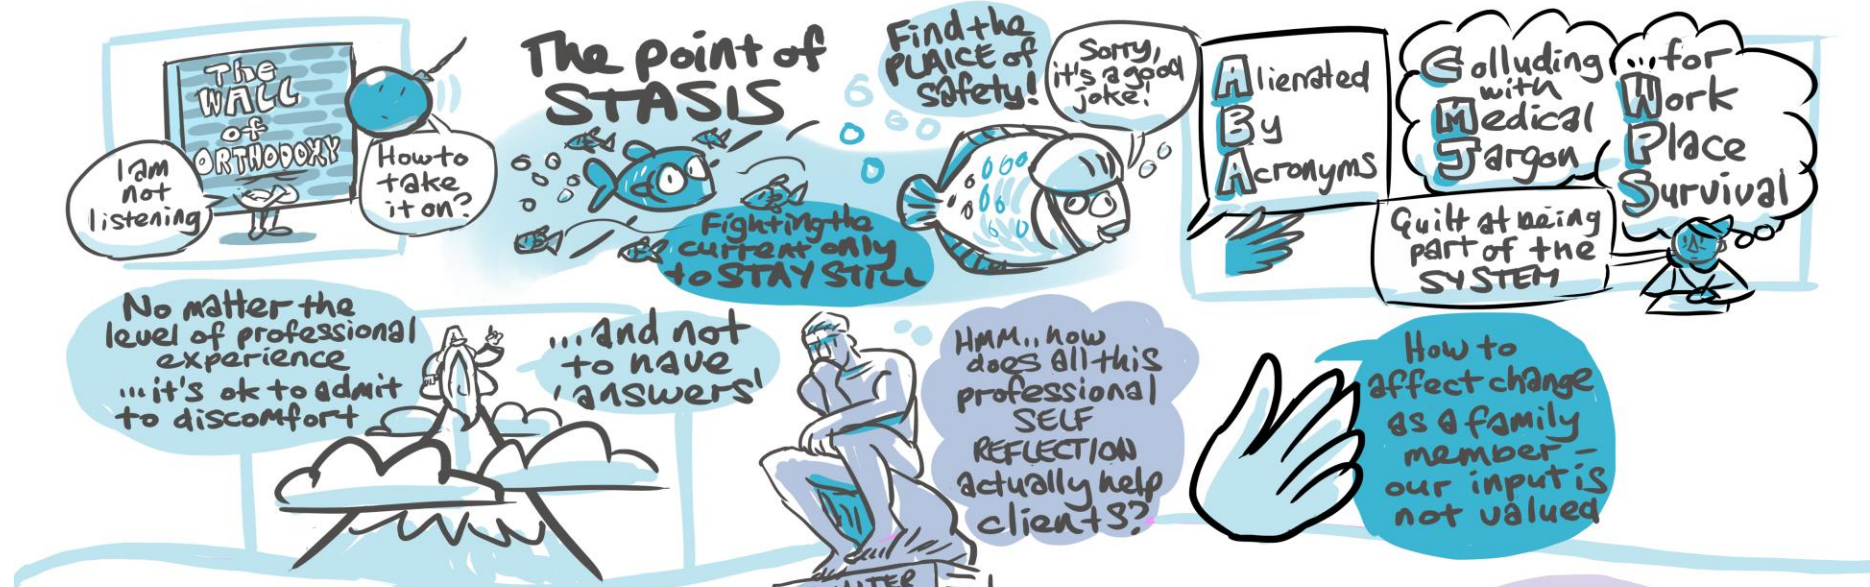 The
WALL
of
ORTHODOXY
I am
not
listening
How to
take
it on?
The point of
STASIS
Fighting the
current only
to STAY STILL
Find the
PLAICE of
Safety!
Sorry,
it's a good
joke!
Alienated
By
Acronyms
Colluding
with
Medical
Jargon
...for
Work
Place
Survival
Guilt at being
part of the
SYSTEM
No matter the
level of professional
experience
...it's ok to admit
to discomfort
...and not
to have
'answers'
HMM.. how
does all this
professional
SELF
REFLECTION
actually help
clients?
How to
affect change
as a family
member -
our input is
not valued